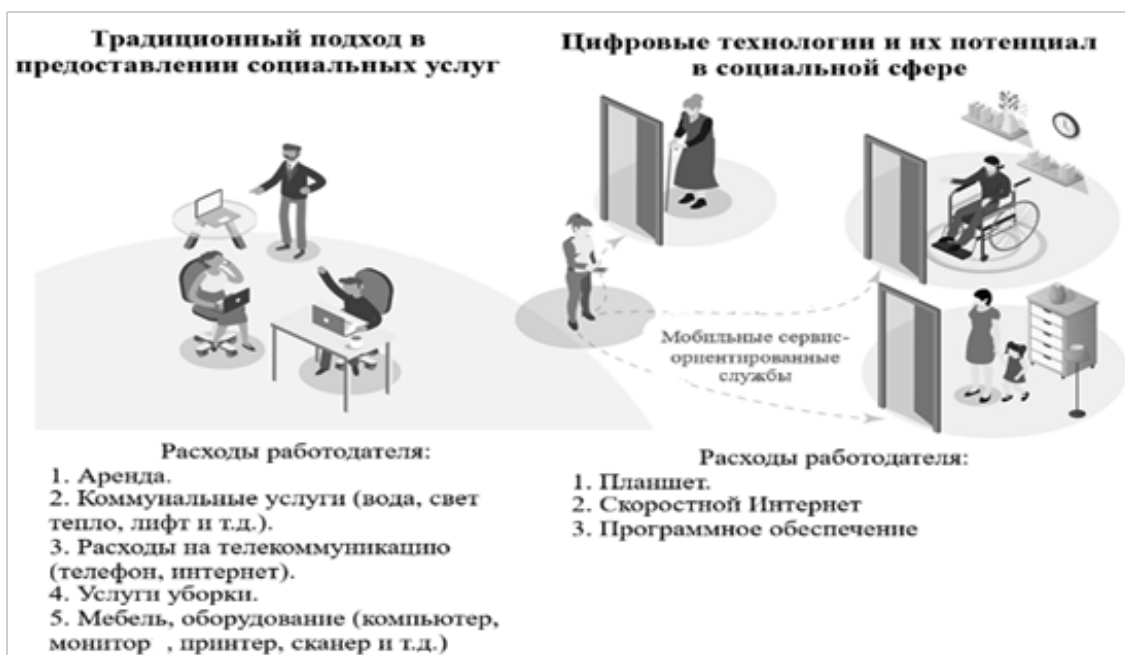 Традиционный подход в
предоставлении социальных услуг
Цифровые технологии и их потенциал
в социальной сфере
Мобильные сервис-
ориентированные
службы
Расходы работодателя:
1. Аренда.
2. Коммунальные услуги (вода, свет
тепло, лифт и т.д.).
3. Расходы на телекоммуникацию
(телефон, интернет).
4. Услуги уборки.
5. Мебель, оборудование (компьютер,
монитор , принтер, сканер и т.д.)
Расходы работодателя:
1. Планшет.
2. Скоростной Интернет
3. Программное обеспечение